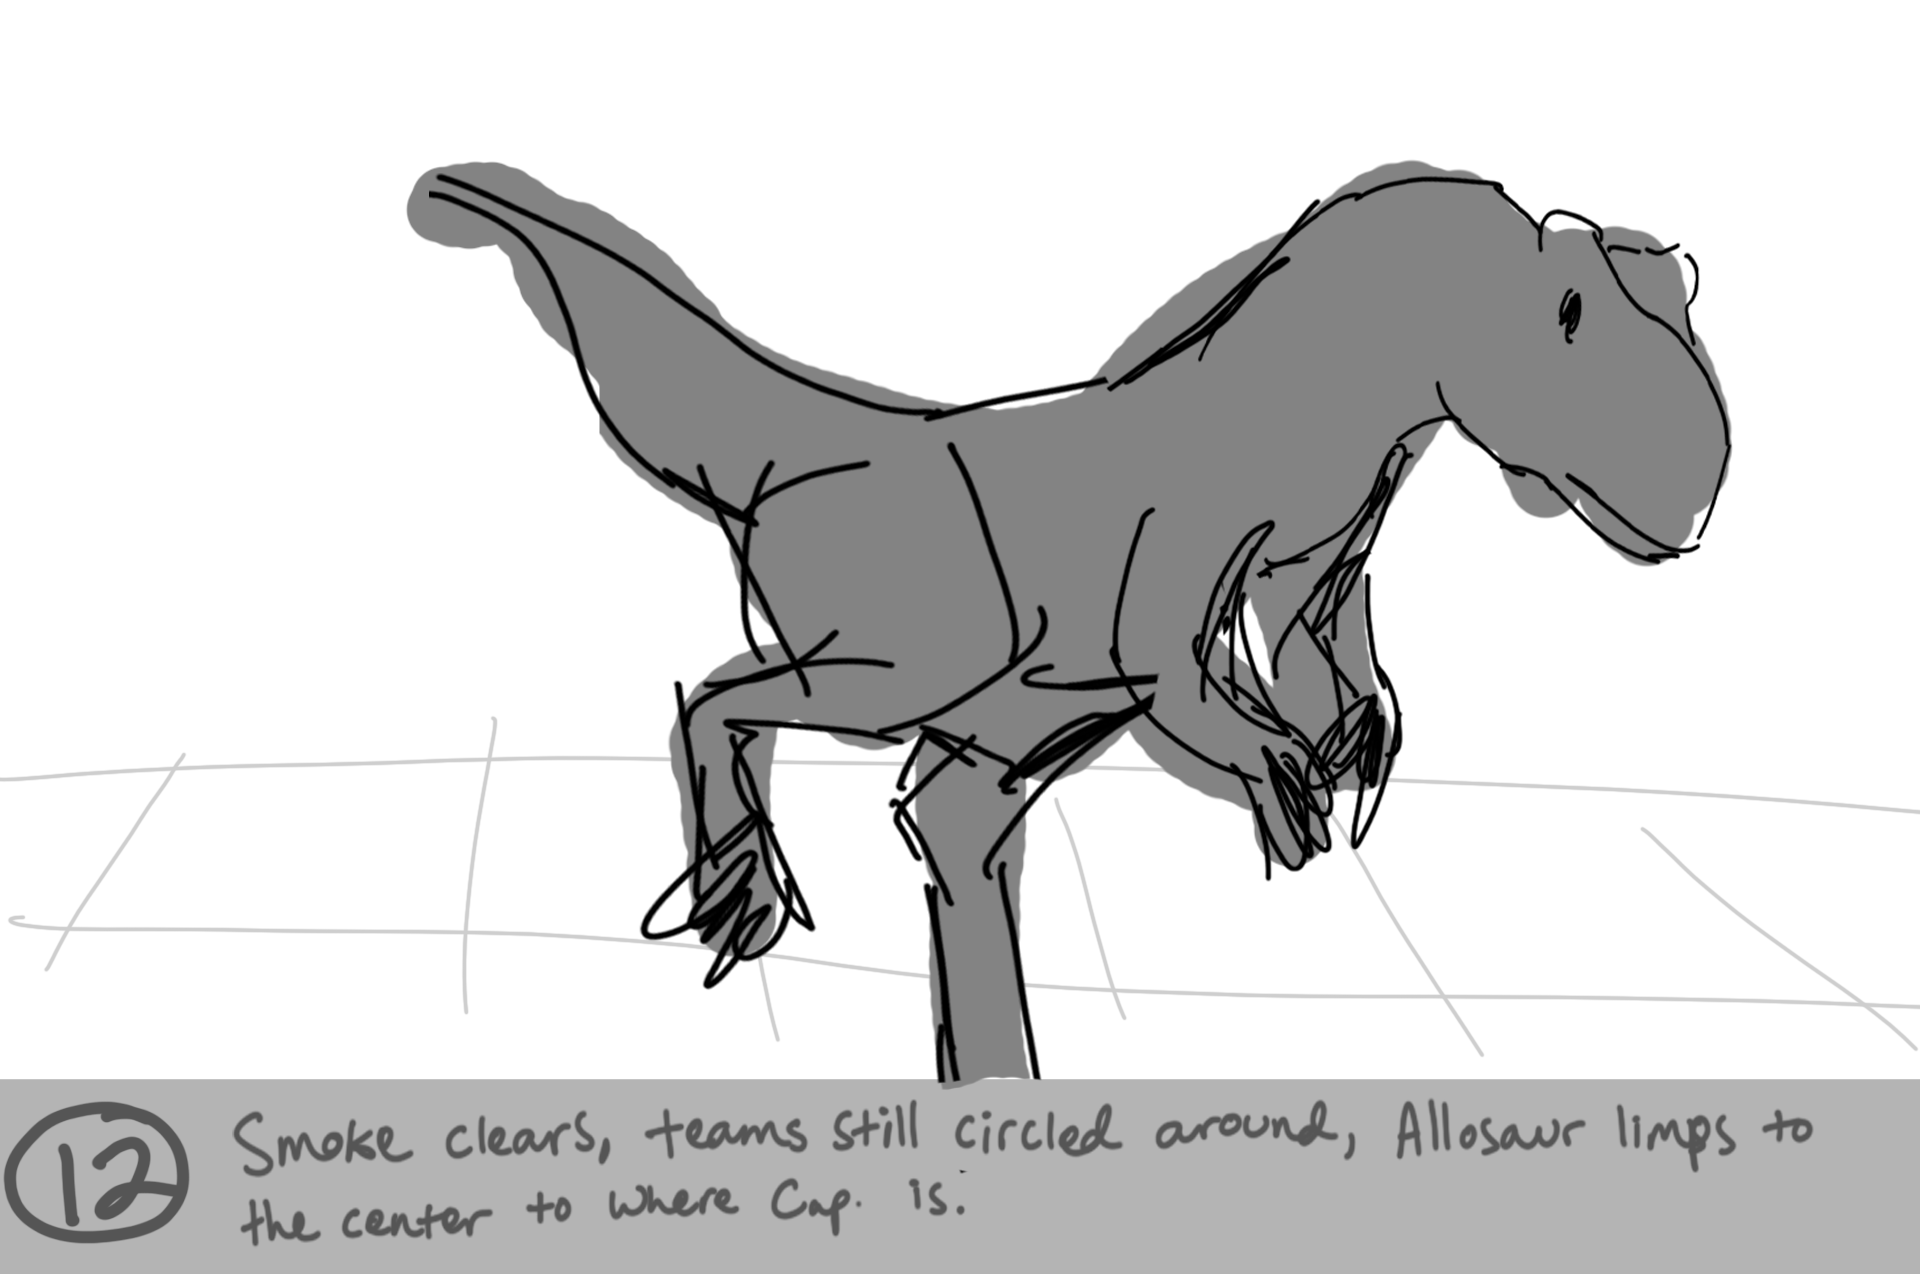 12
Smoke clears, teams still circled around, Allosaur limps to
the center to where Cap. is.